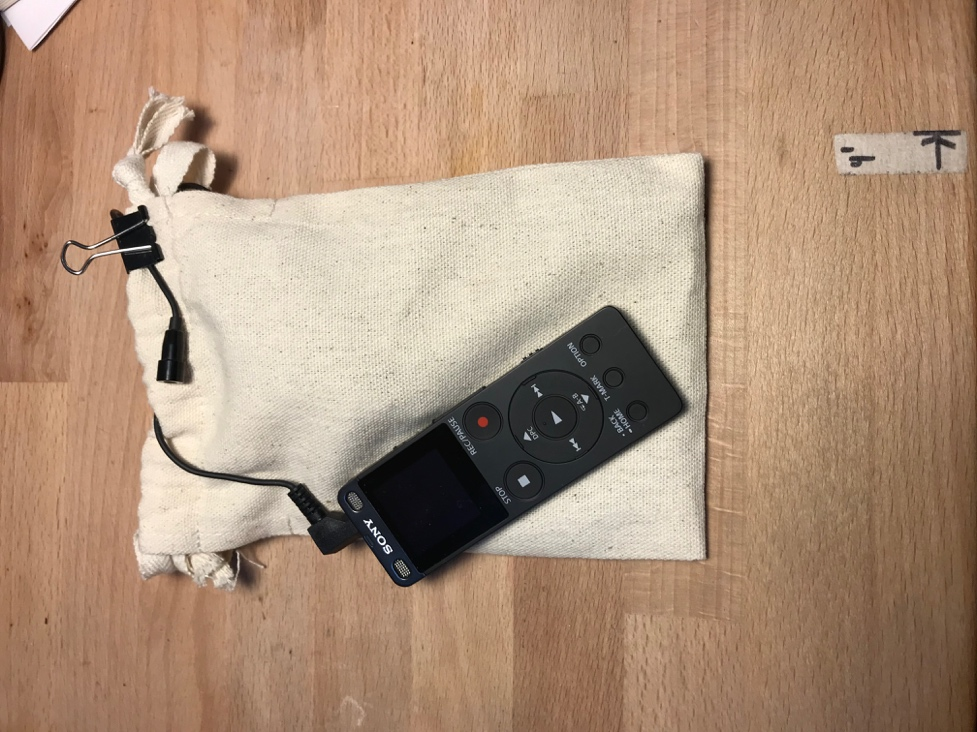 SONY
REC/PAUSE
STOP
DPC
A-B
OPTION
T-MARK
• BACK
━ HOME